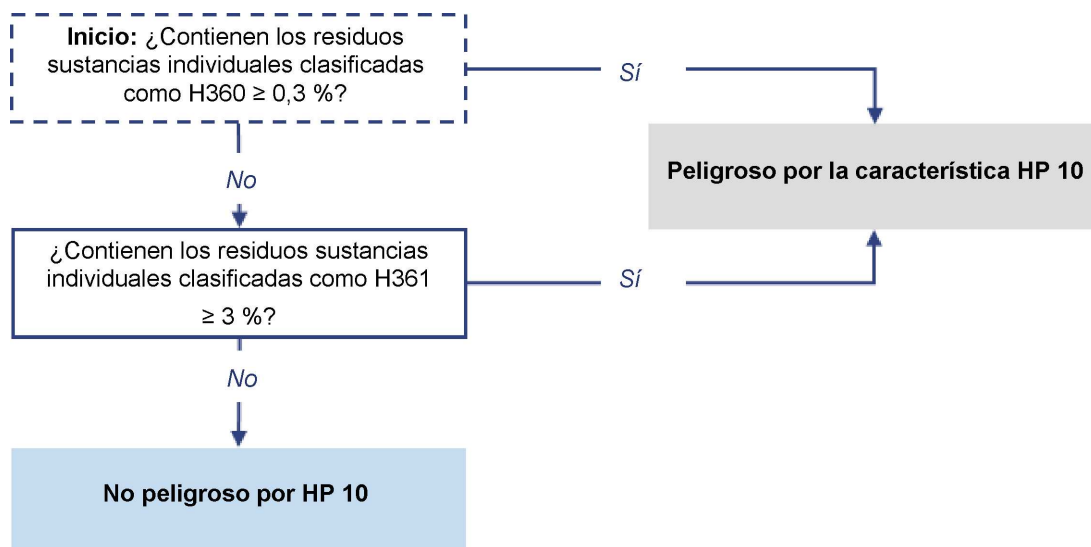 Inicio: ¿Contienen los residuos
sustancias individuales clasificadas
como H360 ≥ 0,3 %?
Sí
Peligroso por la característica HP 10
No
¿Contienen los residuos sustancias
individuales clasificadas como H361
≥ 3 %?
Sí
No
No peligroso por HP 10